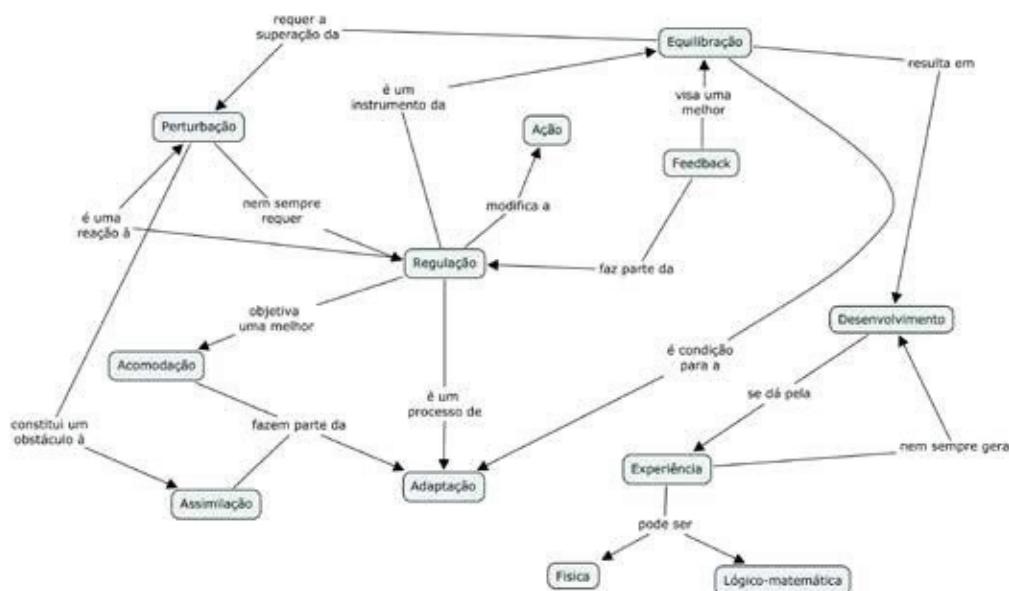 requer a
superação da
Equilibração
resulta em
é um
instrumento da
visa uma
melhor
Perturbação
Ação
Feedback
nem sempre
requer
modifica a
é uma
reação à
Regulação
faz parte da
objetiva
uma melhor
Desenvolvimento
Acomodação
é condição
para a
é um
processo de
se dá pela
constitui um
obstáculo à
fazem parte da
nem sempre gera
Experiência
Adaptação
Assimilação
pode ser
Fisica
Lógico-matemática